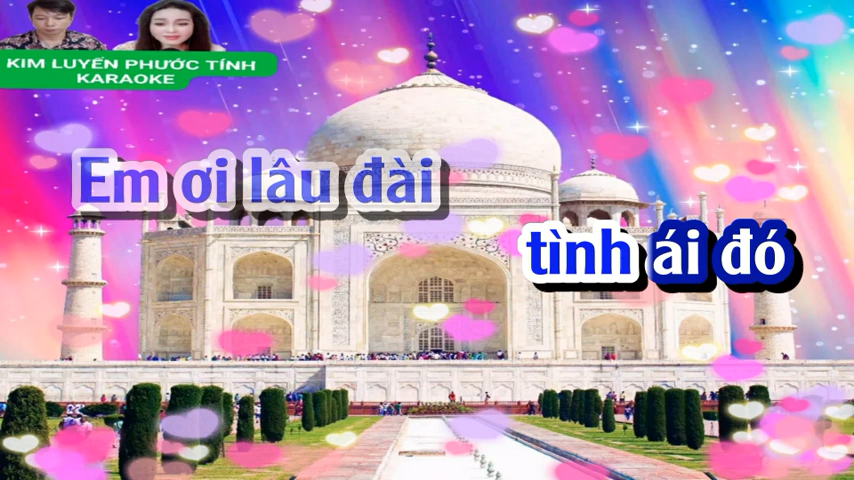 KIM LUYẾN PHƯỚC TÍNH
KARAOKE
Em ơi lâu đài
tình ái đó